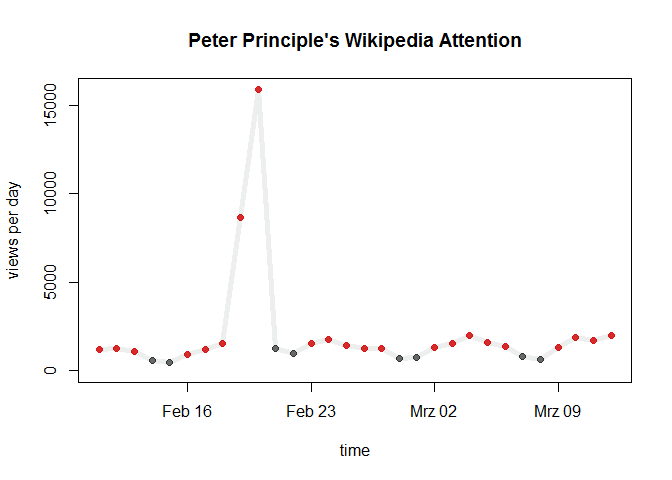 Peter Principle's Wikipedia Attention
15000
10000
5000
0
views per day
Feb 16 Feb 23 Mrz 02 Mrz 09
time